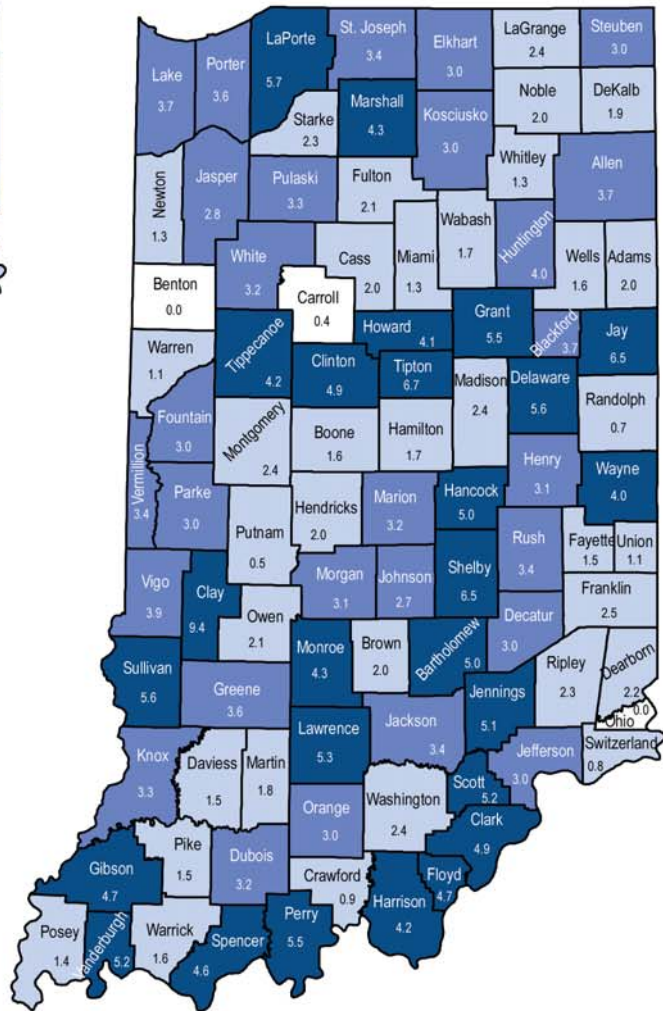 LaPorte
5.7
St. Joseph
3.4
Elkhart
3.0
LaGrange
2.4
Steuben
3.0
Lake
3.7
Porter
3.6
Marshall
4.3
Noble
2.0
DeKalb
1.9
Starke
2.3
Kosciusko
3.0
Whitley
1.3
Allen
3.7
Newton
1.3
Jasper
2.8
Pulaski
3.3
Fulton
2.1
Wabash
1.7
Huntington
4.0
White
3.2
Cass
2.0
Miami
1.3
Wells
1.6
Adams
2.0
Benton
0.0
Carroll
0.4
Howard
4.1
Grant
5.5
Blackford
3.7
Jay
6.5
Warren
1.1
Tippecanoe
4.2
Clinton
4.9
Tipton
6.7
Madison
2.4
Delaware
5.6
Randolph
0.7
Fountain
3.0
Montgomery
2.4
Boone
1.6
Hamilton
1.7
Henry
3.1
Wayne
4.0
Vermillion
3.4
Parke
3.0
Putnam
0.5
Hendricks
2.0
Marion
3.2
Hancock
5.0
Rush
3.4
Fayette
1.5
Union
1.1
Vigo
3.9
Clay
9.4
Owen
2.1
Morgan
3.1
Johnson
2.7
Shelby
6.5
Decatur
3.0
Franklin
2.5
Sullivan
5.6
Greene
3.6
Monroe
4.3
Brown
2.0
Bartholomew
5.0
Jennings
5.1
Ripley
2.3
Dearborn
2.2
0.0
Ohio
Switzerland
0.8
Knox
3.3
Daviess
1.5
Martin
1.8
Lawrence
5.3
Jackson
3.4
Jefferson
3.0
Scott
5.2
Orange
3.0
Washington
2.4
Clark
4.9
Gibson
4.7
Pike
1.5
Dubois
3.2
Crawford
0.9
Harrison
4.2
Floyd
4.7
Posey
1.4
Vanderburgh
5.2
Warrick
1.6
Spencer
4.6
Perry
5.5